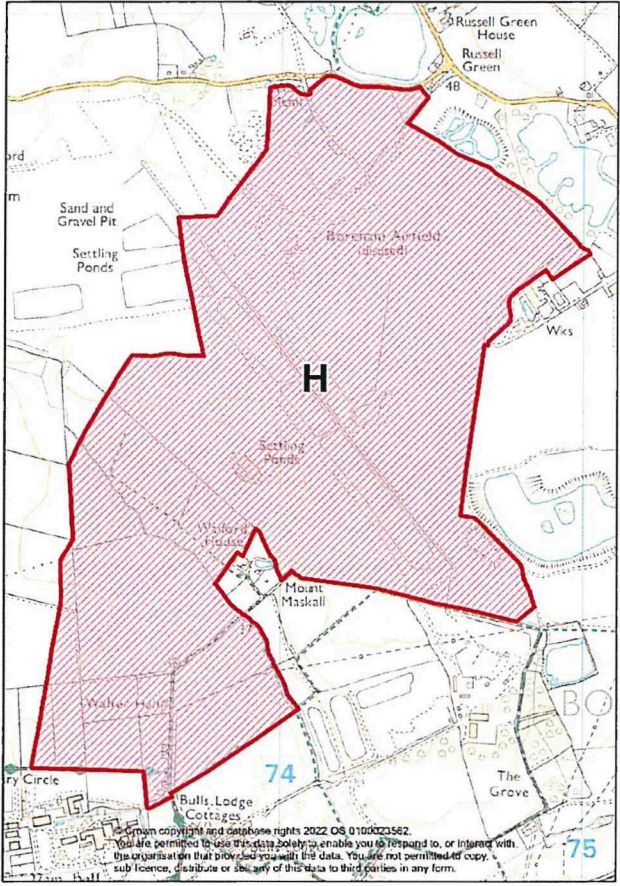 Russell Green
House
Russell
Green
48
Sand and
Gravel Pit
Settling
Ponds
Boreham Airfield
(disused)
Wks
H
Settling
Ponds
Walford
House
Mount
Maskall
74
BO
The
Grove
75
ry Circle
Bulls Lodge
Cottages
© Crown copyright and database rights 2022 OS 0100023562.
You are permitted to use this data solely to enable you to respond to, or interact with,
the organisation that provided you with the data. You are not permitted to copy,
sub licence, distribute or sell any of this data to third parties in any form.